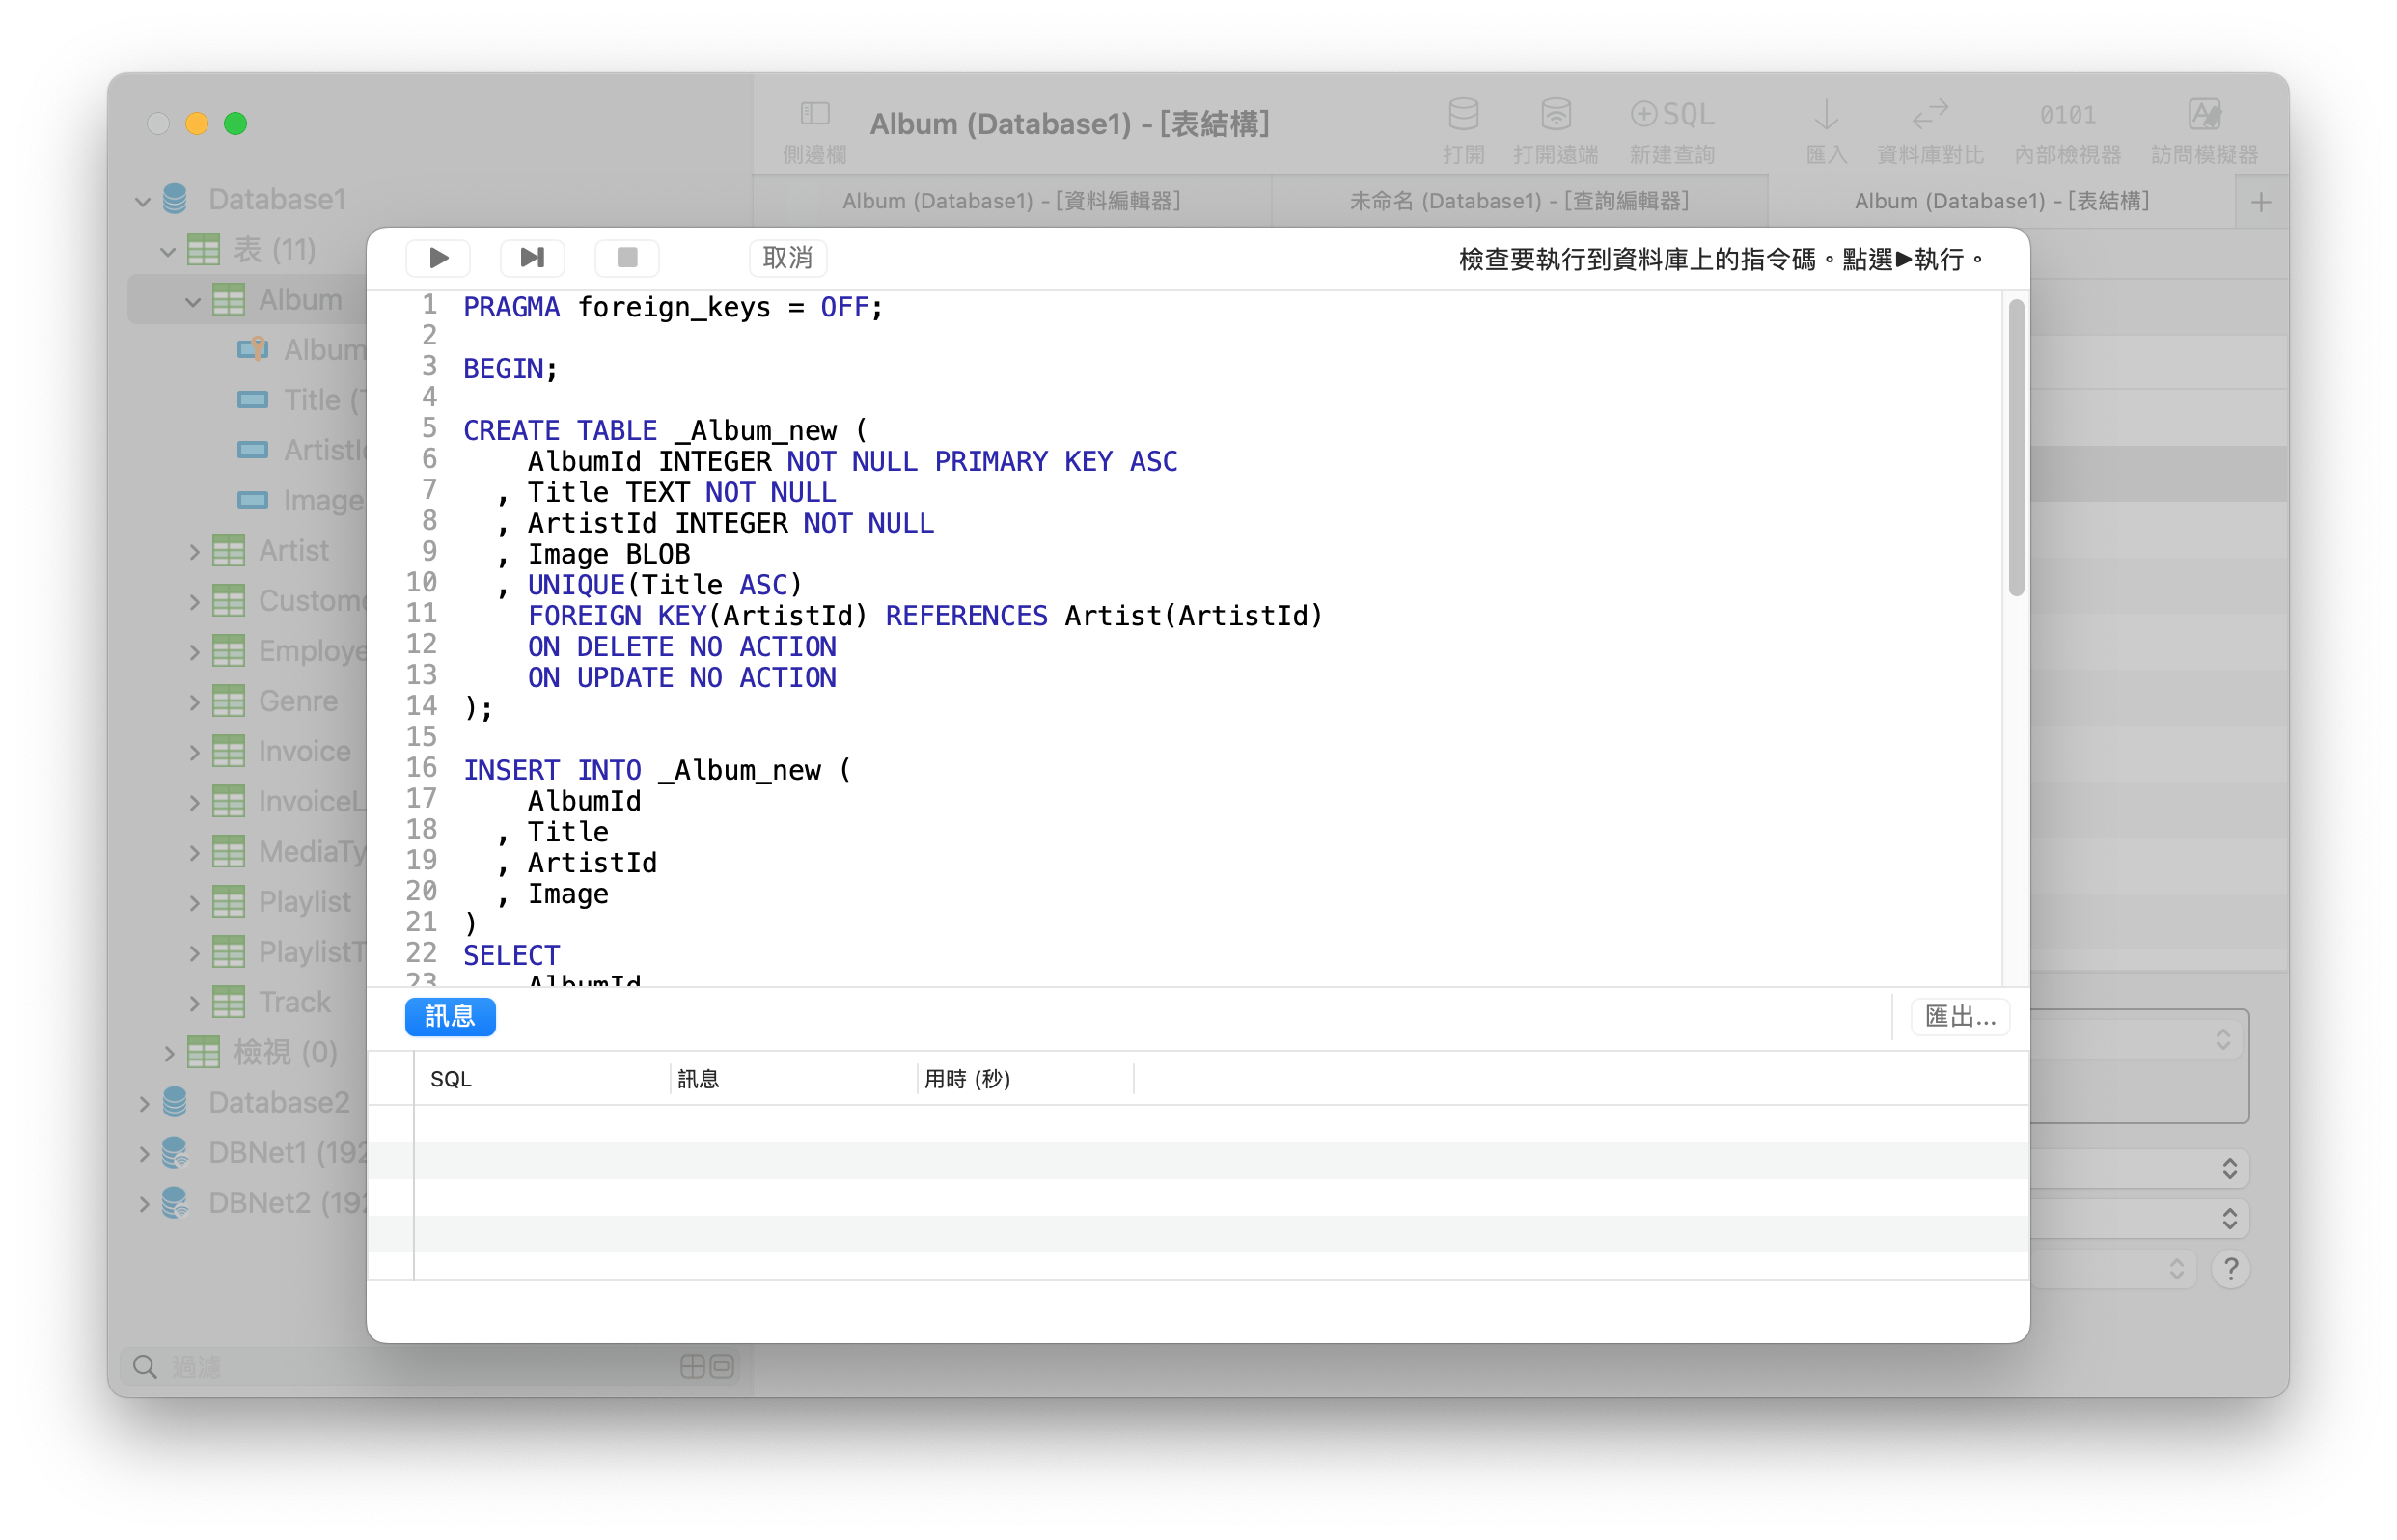 Album (Database1) - [表結構]
側邊欄
打開
打開遠端
SQL
新建查詢
匯入
資料庫對比
0101
內部檢視器
訪問模擬器
Album (Database1) - [資料編輯器]
未命名 (Database1) - [查詢編輯器]
Album (Database1) - [表結構]
Database1
表 (11)
Album
Album
Title (
Image
Artist
Genre
Invoice
Playlist
Track
檢視 (0)
Database2
DBNet1 (192
DBNet2 (192
過濾
取消
檢查要執行到資料庫上的指令碼。點選▶執行。
1 PRAGMA foreign_keys = OFF;
2
3 BEGIN;
4
5 CREATE TABLE _Album_new (
6 AlbumId INTEGER NOT NULL PRIMARY KEY ASC
7 , Title TEXT NOT NULL
8 , ArtistId INTEGER NOT NULL
9 , Image BLOB
10 , UNIQUE(Title ASC)
11 FOREIGN KEY(ArtistId) REFERENCES Artist(ArtistId)
12 ON DELETE NO ACTION
13 ON UPDATE NO ACTION
14 );
15
16 INSERT INTO _Album_new (
17 AlbumId
18 , Title
19 , ArtistId
20 , Image
21 )
22 SELECT
23 AlbumId
訊息
匯出...
SQL
訊息
用時 (秒)
?